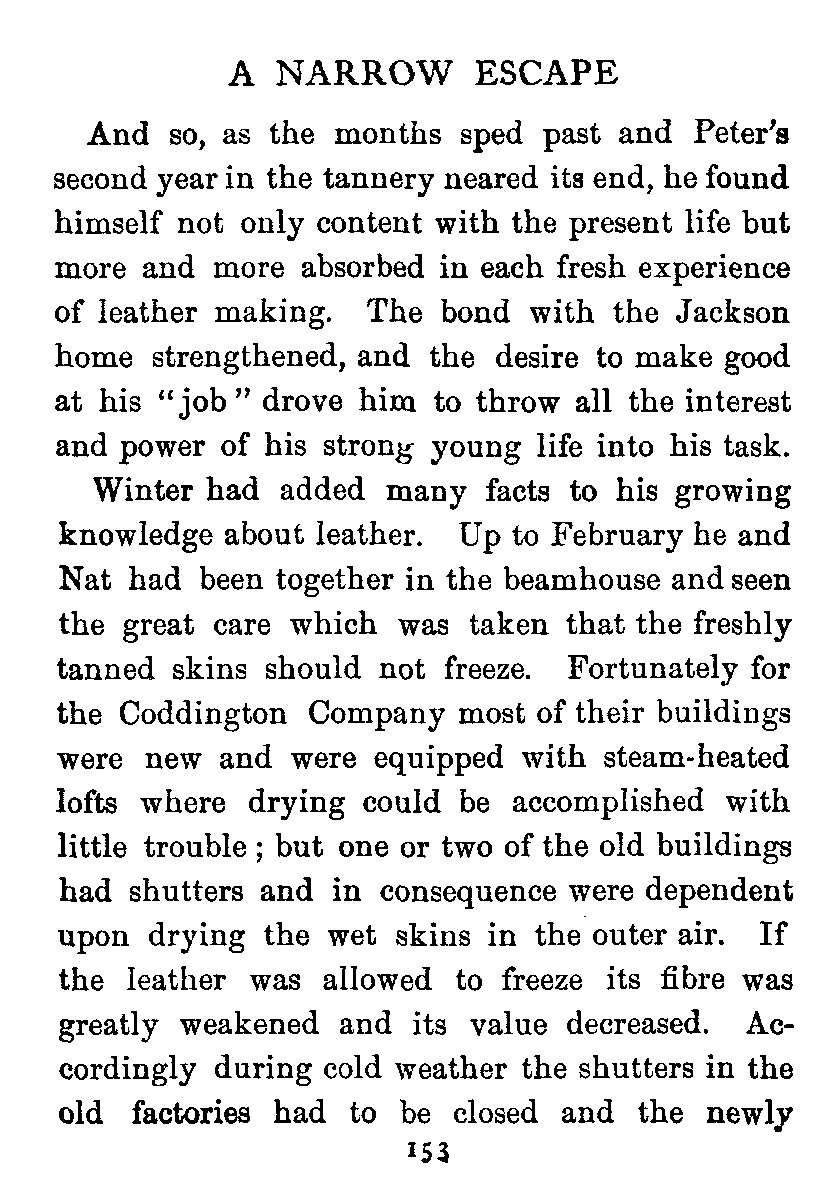 A NARROW ESCAPE
And so, as the months sped past and Peter's
second year in the tannery neared its end, he found
himself not only content with the present life but
more and more absorbed in each fresh experience
of leather making. The bond with the Jackson
home strengthened, and the desire to make good
at his “job” drove him to throw all the interest
and power of his strong young life into his task.
Winter had added many facts to his growing
knowledge about leather. Up to February he and
Nat had been together in the beamhouse and seen
the great care which was taken that the freshly
tanned skins should not freeze. Fortunately for
the Coddington Company most of their buildings
were new and were equipped with steam-heated
lofts where drying could be accomplished with
little trouble; but one or two of the old buildings
had shutters and in consequence were dependent
upon drying the wet skins in the outer air. If
the leather was allowed to freeze its fibre was
greatly weakened and its value decreased. Ac-
cordingly during cold weather the shutters in the
old factories had to be closed and the newly
153